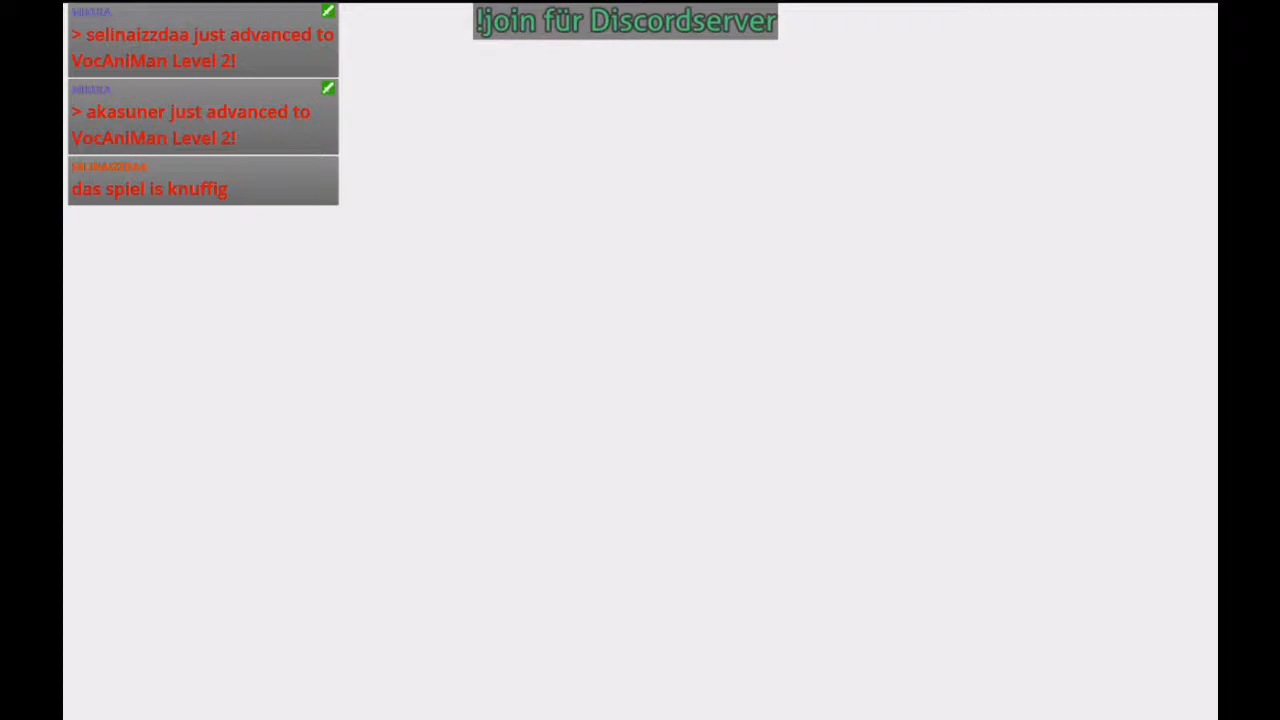 !join für Discordserver
> selinaizzdaa just advanced to
VocAniMan Level 2!
> akasuner just advanced to
VocAniMan Level 2!
SELINAIZZDAA
das spiel is knuffig